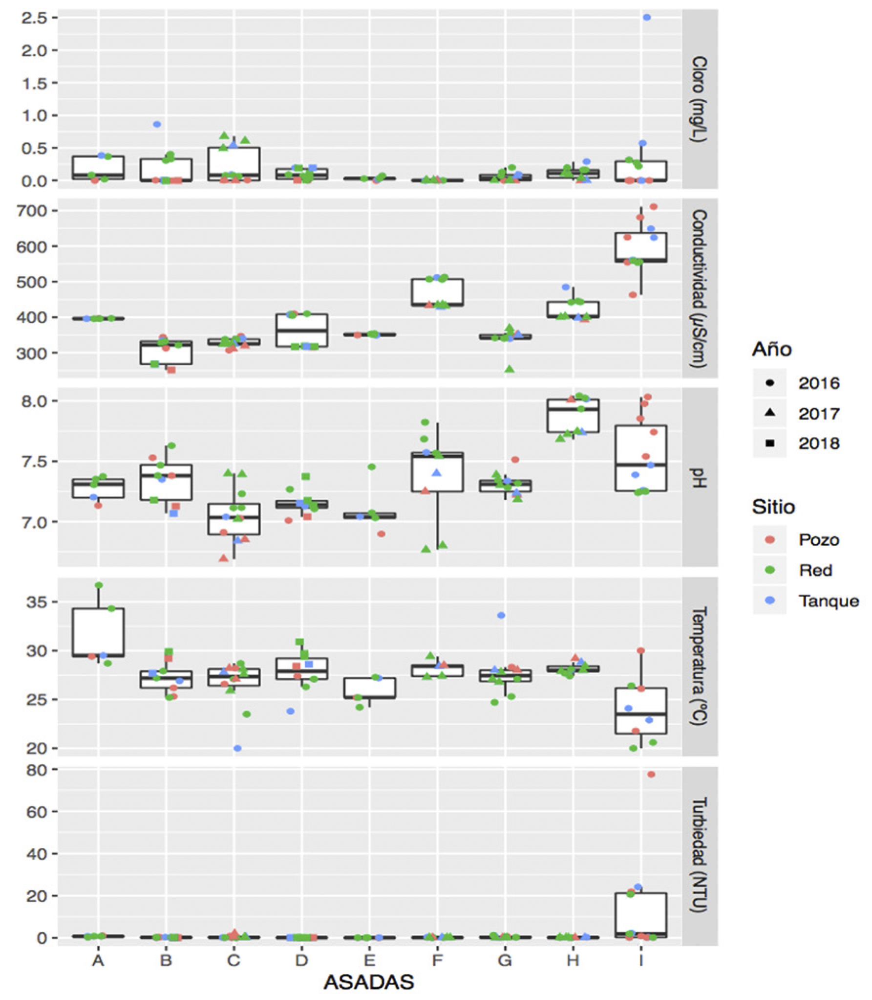 2.5
2.0
1.5
1.0
0.5
0.0
Cloro (mg/L)
700
600
500
400
300
Conductividad (µS/cm)
8.0
7.5
7.0
pH
35
30
25
20
Temperatura (ºC)
80
60
40
20
0
Turbiedad (NTU)
A B C D E F G H I
ASADAS
Año
2016
2017
2018
Sitio
Pozo
Red
Tanque